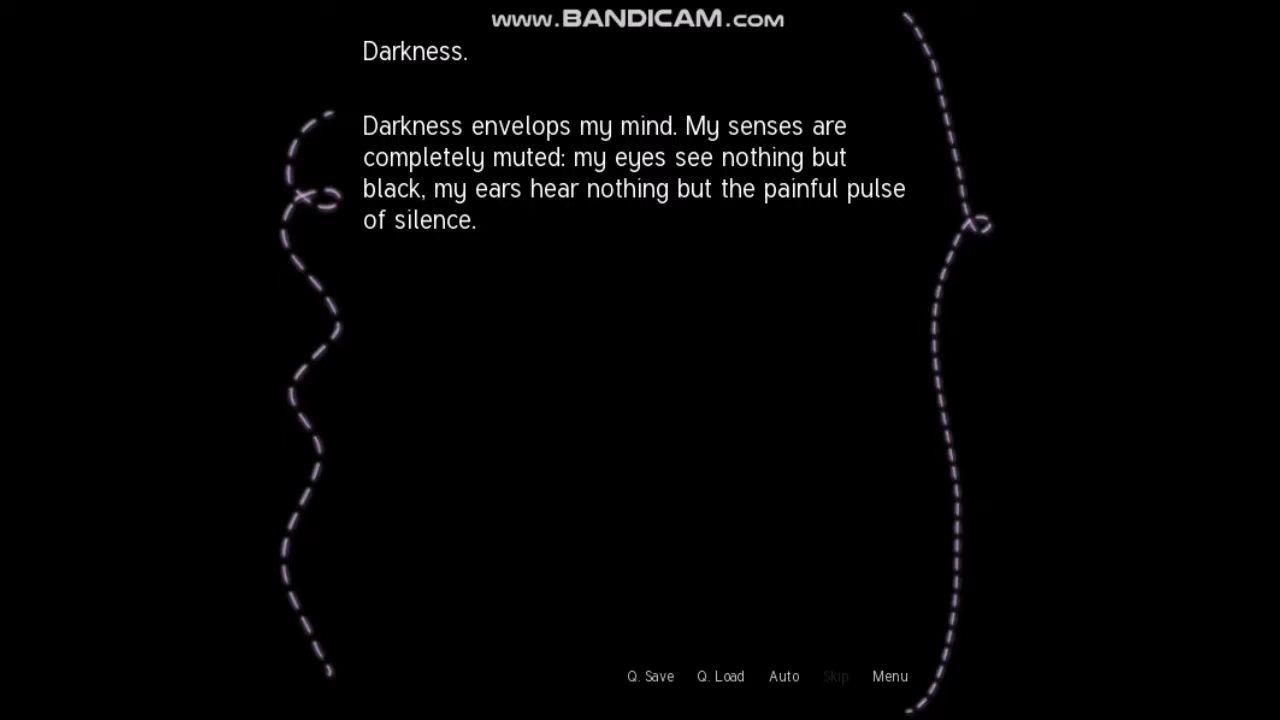 www.BANDICAM.com
Darkness.
Darkness envelops my mind. My senses are
completely muted: my eyes see nothing but
black, my ears hear nothing but the painful pulse
of silence.
Q. Save Q. Load Auto Skip Menu